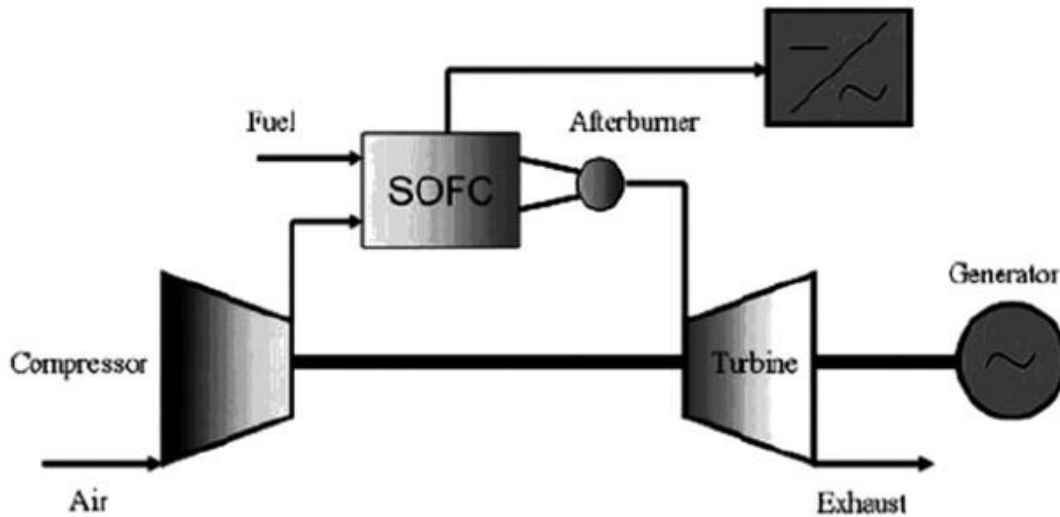 Fuel
Afterburner
SOFC
Generator
Compressor
Turbine
Air
Exhaust